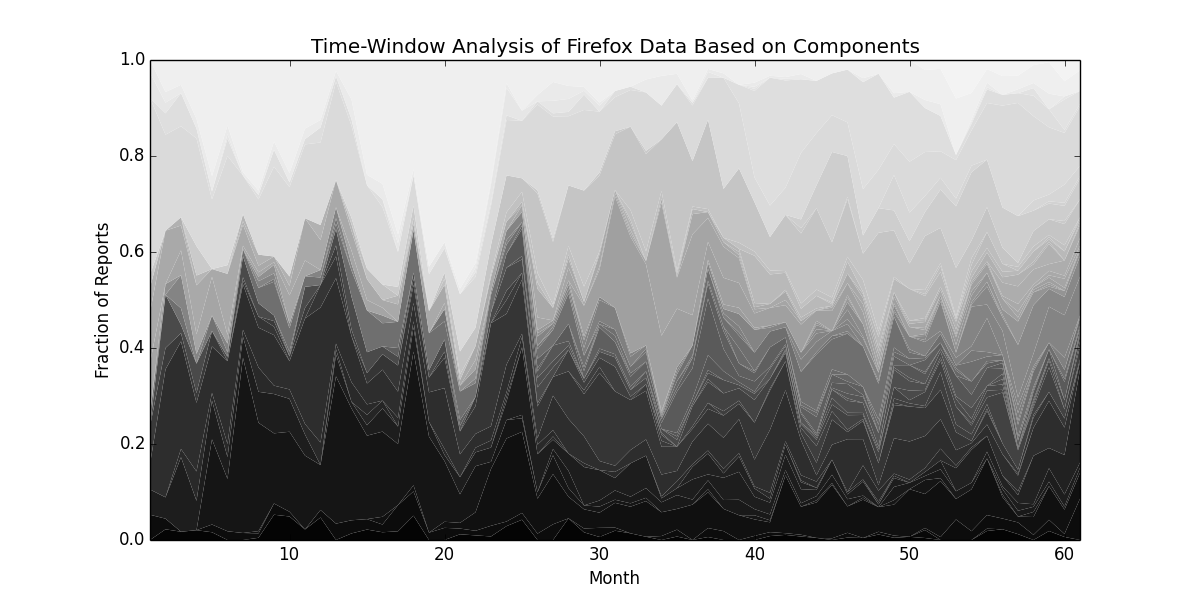 Time-Window Analysis of Firefox Data Based on Components
1.0
0.8
0.6
0.4
0.2
0.0
Fraction of Reports
10 20 30 40 50 60
Month